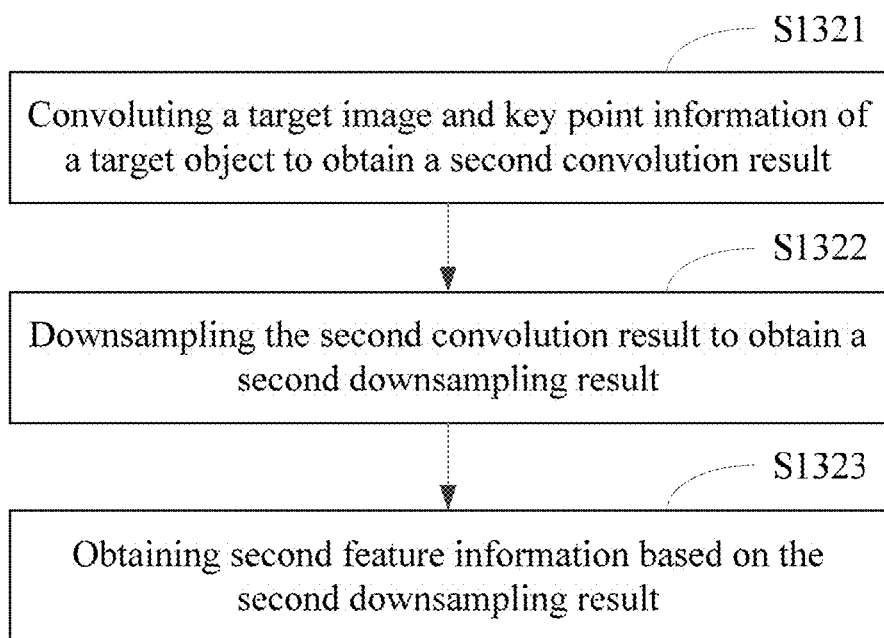 S1321
Convoluting a target image and key point information of
a target object to obtain a second convolution result
S1322
Downsampling the second convolution result to obtain a
second downsampling result
S1323
Obtaining second feature information based on the
second downsampling result